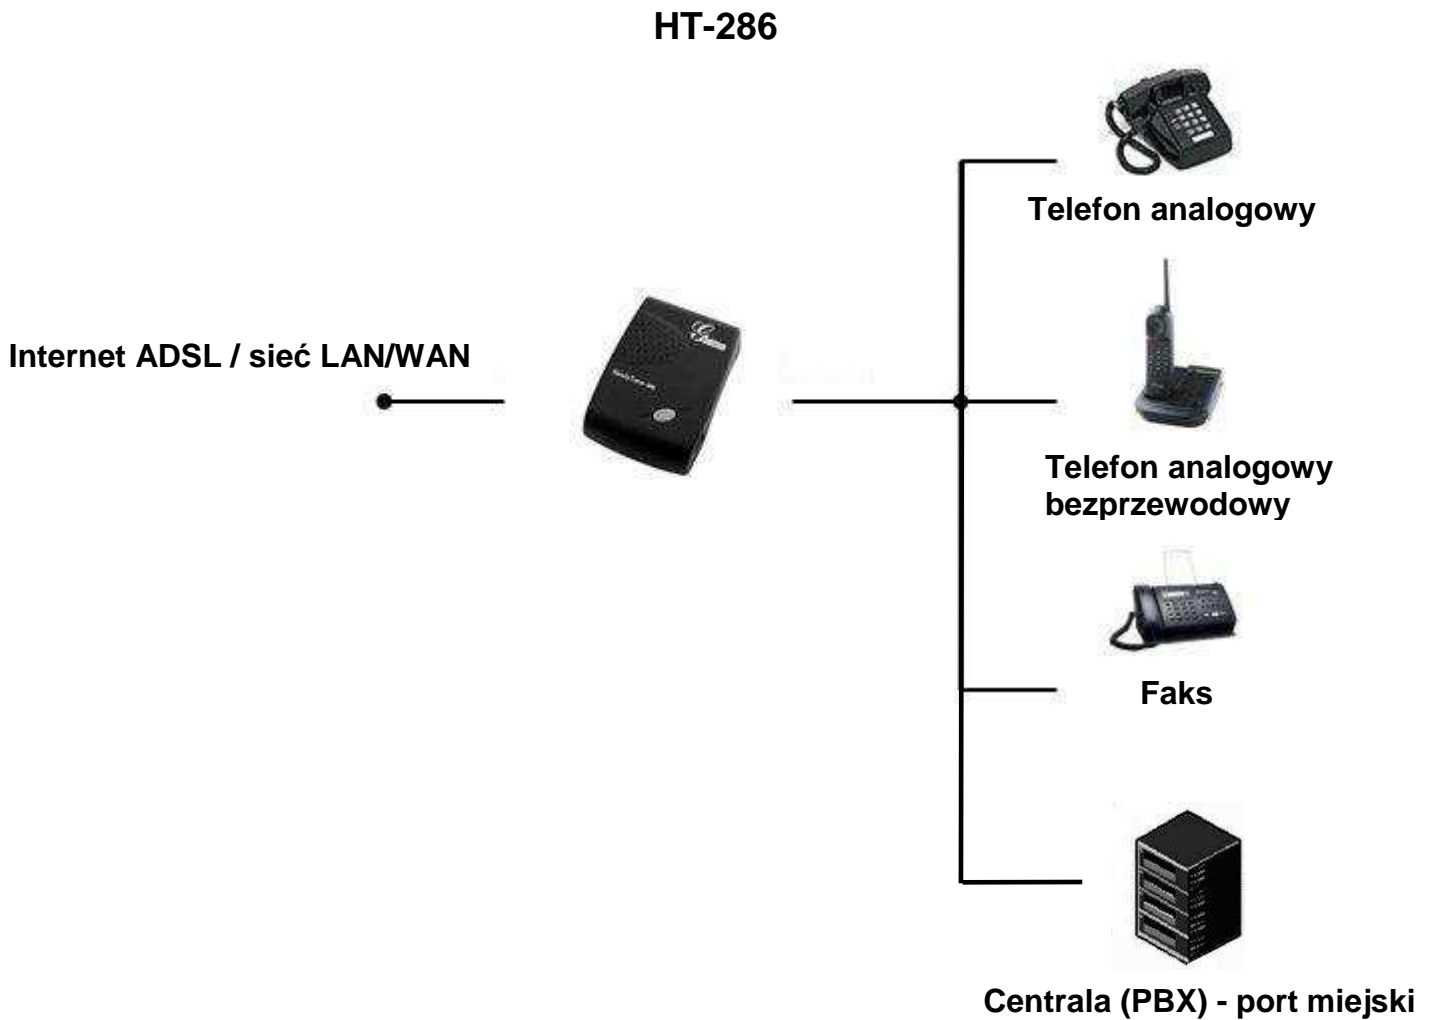 HT-286
Telefon analogowy
Internet ADSL / sieć LAN/WAN
Telefon analogowy
bezprzewodowy
Faks
Centrala (PBX) - port miejski